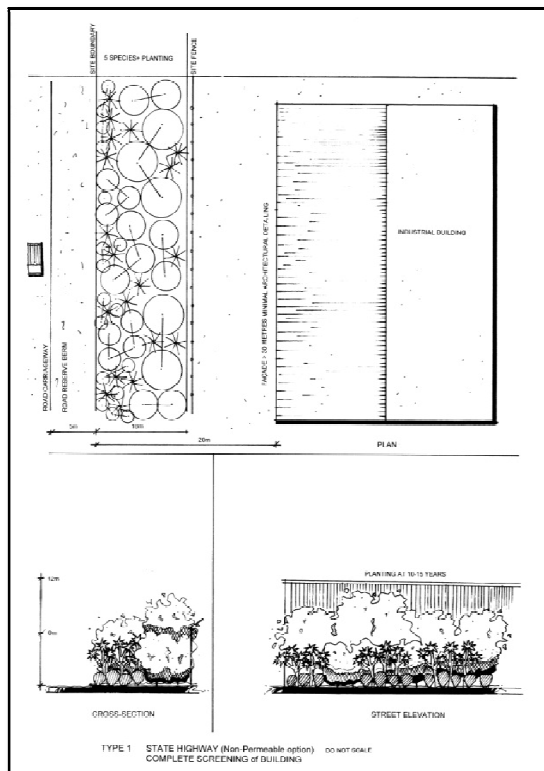 SITE BOUNDARY
5 SPECIES+ PLANTING
SITE FENCE
ROAD CARRIAGEWAY
ROAD RESERVE BERM
FACADE > 30 METRES MINIMAL ARCHITECTURAL DETAILING
INDUSTRIAL BUILDING
5m
10m
20m
PLAN
12m
PLANTING AT 10-15 YEARS
CROSS-SECTION
STREET ELEVATION
TYPE 1 STATE HIGHWAY (Non-Permeable option) DO NOT SCALE
COMPLETE SCREENING of BUILDING